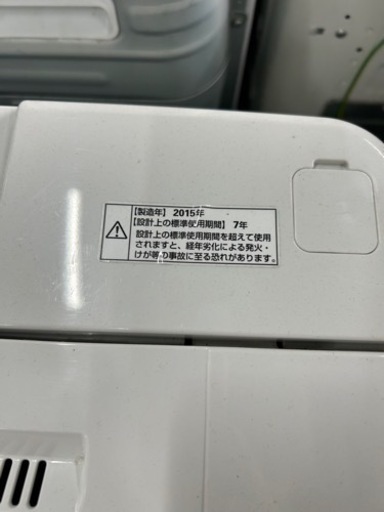 【製造年】 2015年
【設計上の標準使用期間】 7年
設計上の標準使用期間を超えて使用
されますと、経年劣化による発火・
けが等の事故に至る恐れがあります。